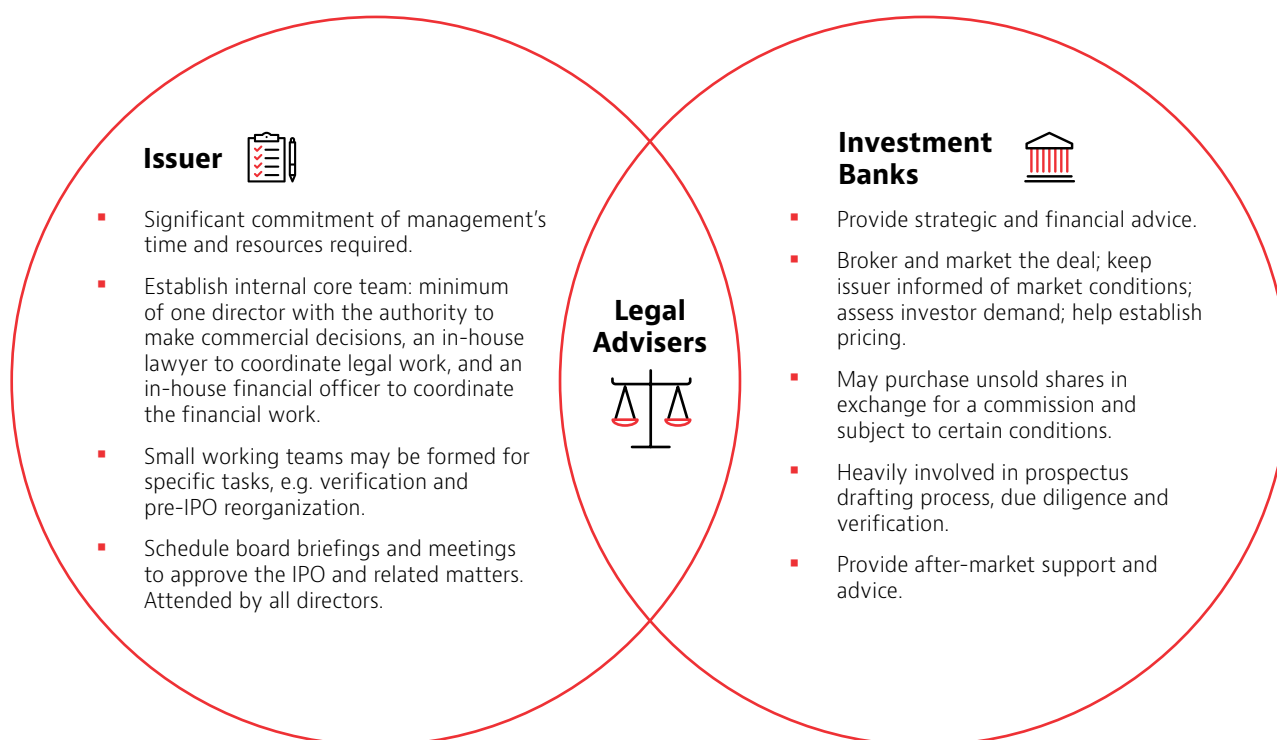 Issuer
▪ Significant commitment of management's
time and resources required.
▪ Establish internal core team: minimum
of one director with the authority to
make commercial decisions, an in-house
lawyer to coordinate legal work, and an
in-house financial officer to coordinate
the financial work.
▪ Small working teams may be formed for
specific tasks, e.g. verification and
pre-IPO reorganization.
▪ Schedule board briefings and meetings
to approve the IPO and related matters.
Attended by all directors.
Legal
Advisers
Investment
Banks
▪ Provide strategic and financial advice.
▪ Broker and market the deal; keep
issuer informed of market conditions;
assess investor demand; help establish
pricing.
▪ May purchase unsold shares in
exchange for a commission and
subject to certain conditions.
▪ Heavily involved in prospectus
drafting process, due diligence and
verification.
▪ Provide after-market support and
advice.